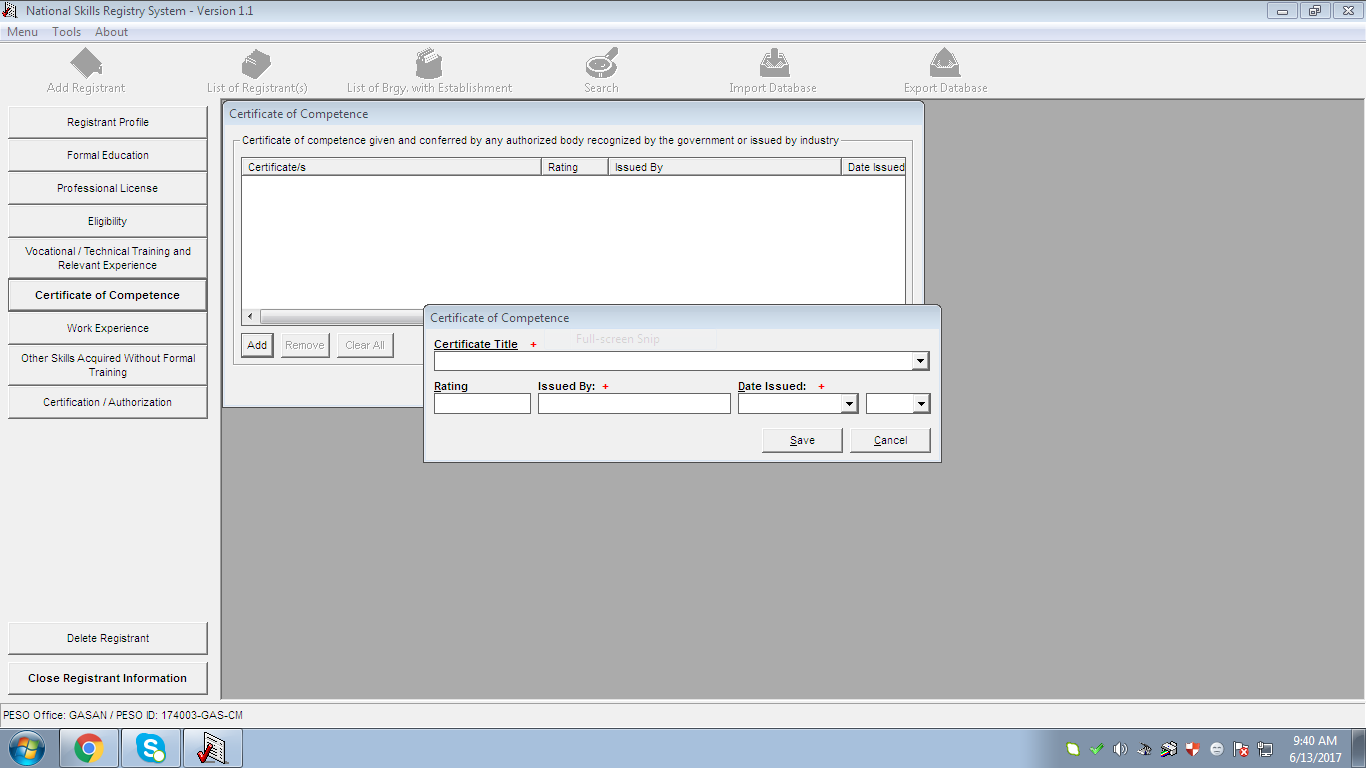 National Skills Registry System - Version 1.1
Menu Tools About
Add Registrant List of Registrant(s) List of Brgy. with Establishment Search Import Database Export Database
Registrant Profile
Formal Education
Professional License
Eligibility
Vocational / Technical Training and
Relevant Experience
Certificate of Competence
Work Experience
Other Skills Acquired Without Formal
Training
Certification / Authorization
Delete Registrant
Close Registrant Information
Certificate of Competence
Certificate of competence given and conferred by any authorized body recognized by the government or issued by industry
Certificate/s Rating Issued By Date Issued
Add Remove Clear All
Certificate of Competence
Full-screen Snip
Certificate Title +
Rating Issued By: + Date Issued: +
Save Cancel
PESO Office: GASAN / PESO ID: 174003-GAS-CM
9:40 AM
6/13/2017